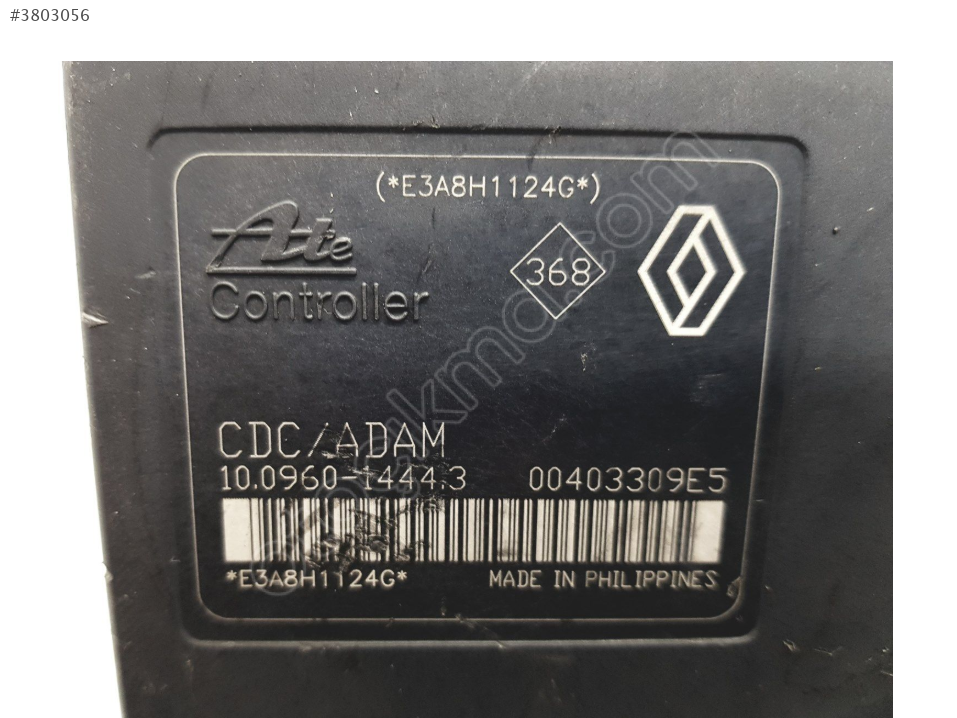 #3803056
(*E3A8H1124G*)
Ate
Controller
368
CDC/ADAM
10.0960-1444.3 00403309E5
*E3A8H1124G* MADE IN PHILIPPINES